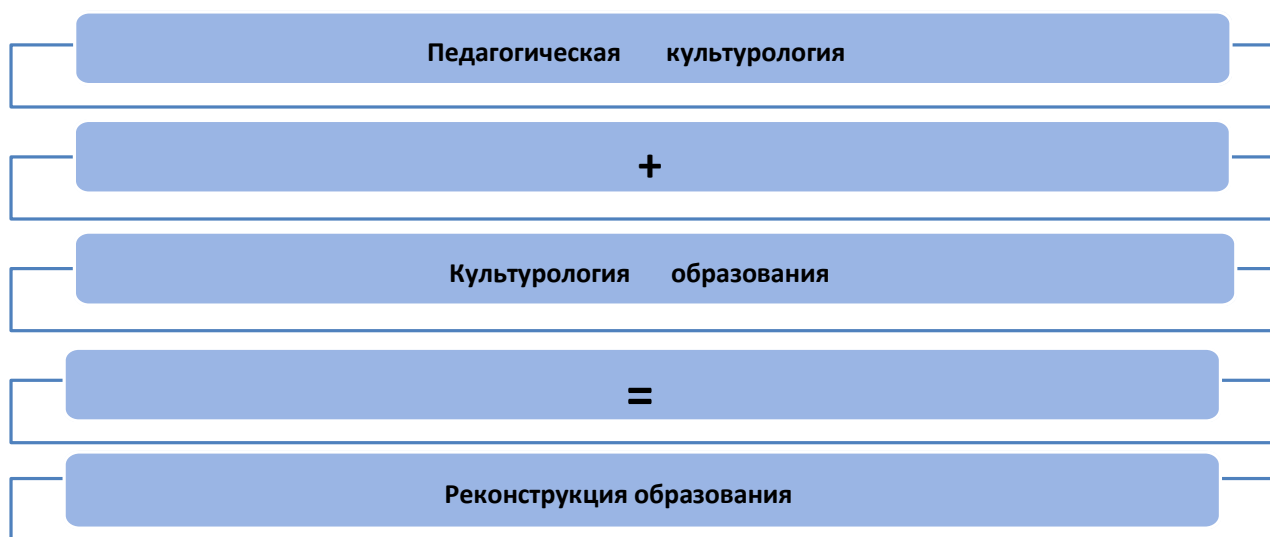 Педагогическая культурология
+
Культурология образования
=
Реконструкция образования